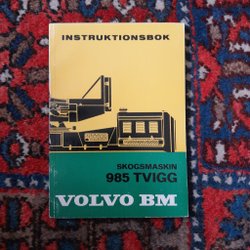 INSTRUKTIONSBOK
SKOGSMASKIN
985 TVIGG
VOLVO BM